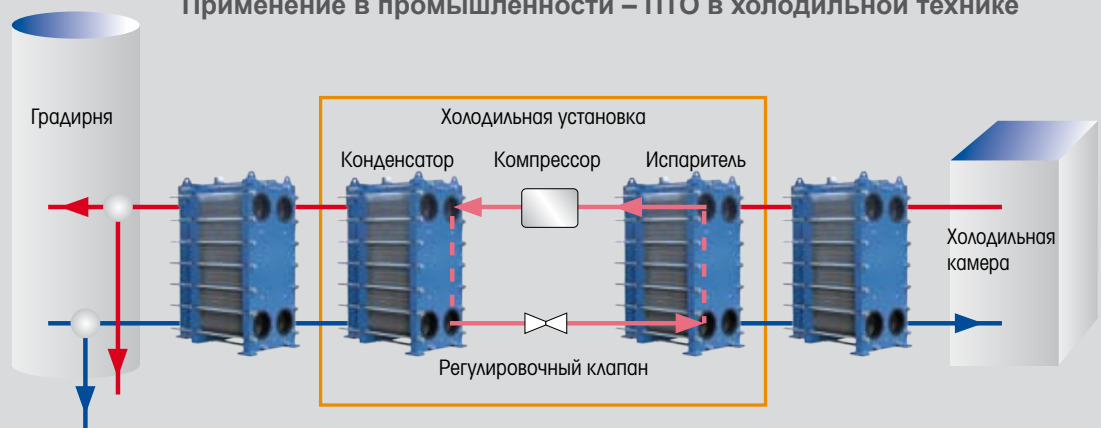 Применение в промышленности – ПТО в холодильной технике
Градирня
Холодильная установка
Конденсатор
Компрессор
Испаритель
Холодильная
камера
Регулировочный клапан